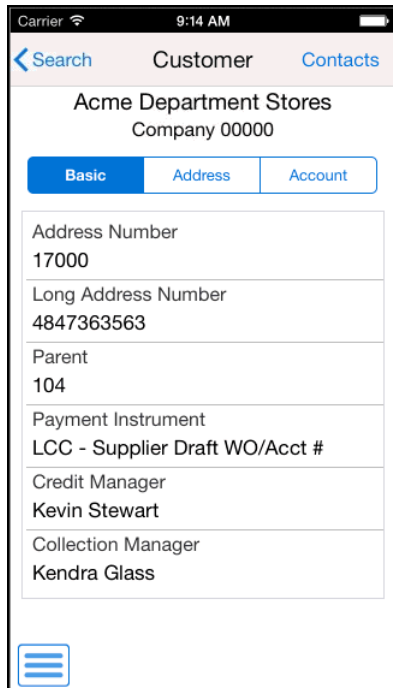 Carrier 9:14 AM
Search Customer Contacts
Acme Department Stores
Company 00000
Basic Address Account
Address Number
17000
Long Address Number
4847363563
Parent
104
Payment Instrument
LCC - Supplier Draft WO/Acct #
Credit Manager
Kevin Stewart
Collection Manager
Kendra Glass